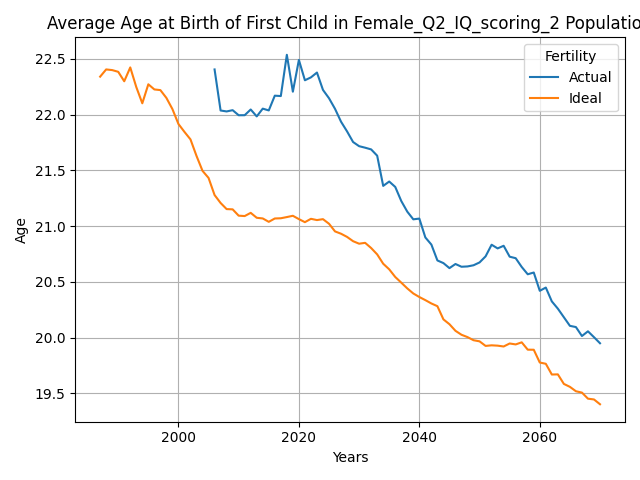 Average Age at Birth of First Child in Female_Q2_IQ_scoring_2 Populatio
Fertility
Actual
Ideal
22.5
22.0
21.5
21.0
20.5
20.0
19.5
Age
2000
2020
2040
2060
Years